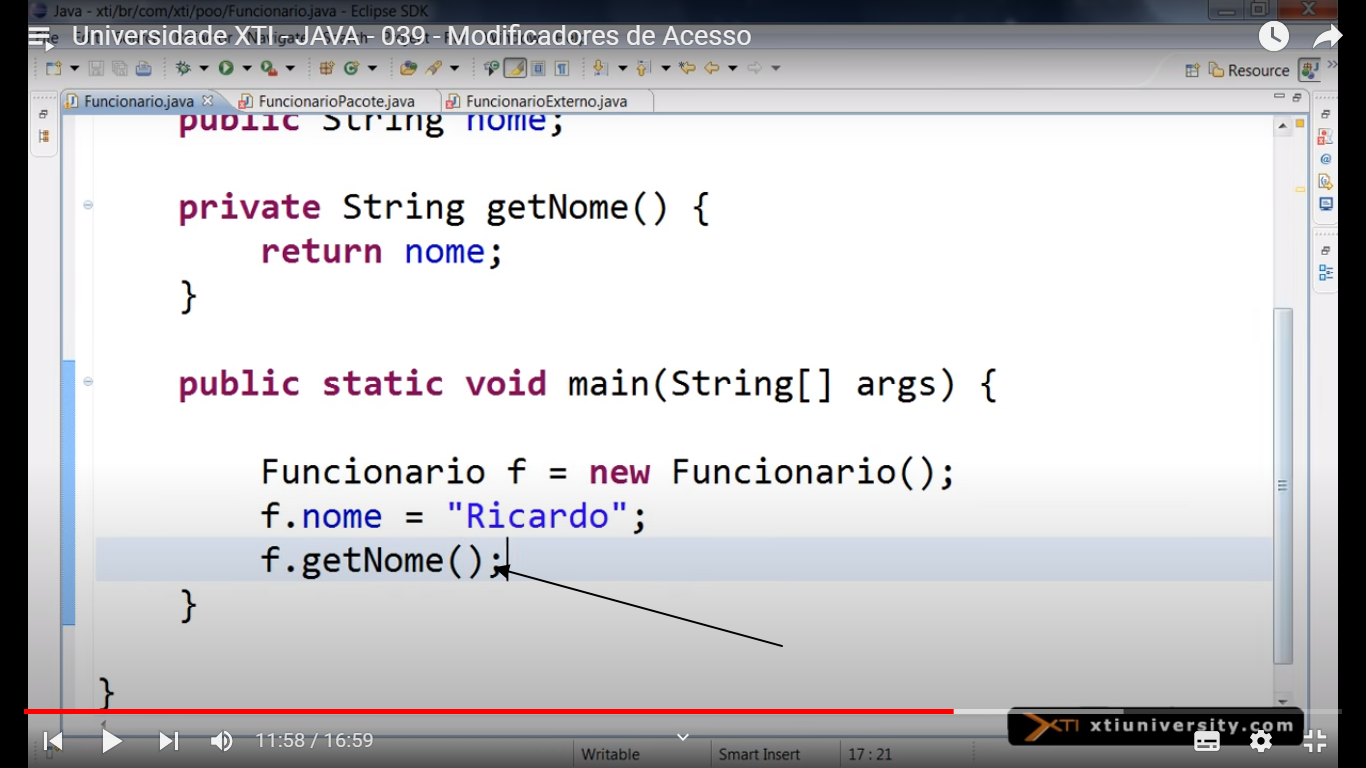 Java - xti/br/com/xti/poo/Funcionario.java - Eclipse SDK
Universidade XTI - JAVA - 039 - Modificadores de Acesso
Resource
Funcionario.java FuncionarioPacote.java FuncionarioExterno.java
public String nome;
private String getNome() {
return nome;
}
public static void main(String[] args) {
Funcionario f = new Funcionario();
f.nome = "Ricardo";
f.getNome();
}
}
XTI xtiuniversity.com
11:58 / 16:59
Writable Smart Insert 17 : 21